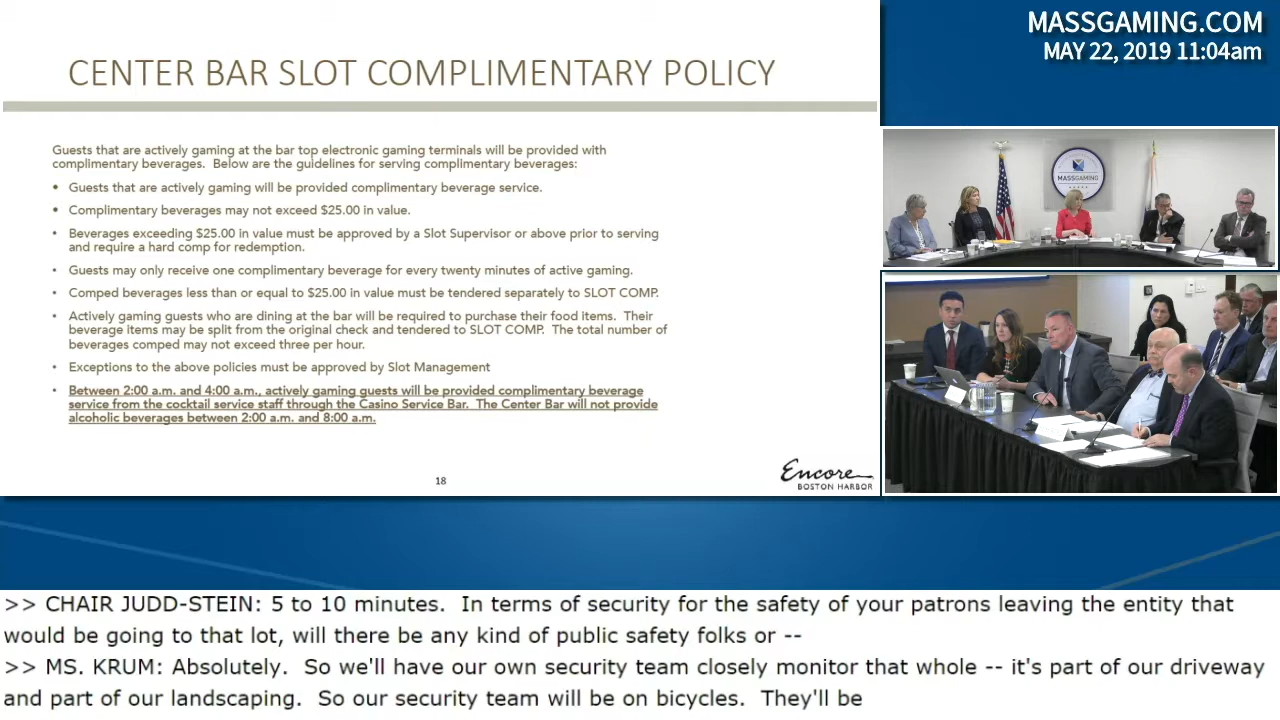 MASSGAMING.COM
MAY 22, 2019 11:04am
CENTER BAR SLOT COMPLIMENTARY POLICY
Guests that are actively gaming at the bar top electronic gaming terminals will be provided with
complimentary beverages. Below are the guidelines for serving complimentary beverages:
• Guests that are actively gaming will be provided complimentary beverage service.
• Complimentary beverages may not exceed $25.00 in value.
• Beverages exceeding $25.00 in value must be approved by a Slot Supervisor or above prior to serving
and require a hard comp for redemption.
• Guests may only receive one complimentary beverage for every twenty minutes of active gaming.
• Comped beverages less than or equal to $25.00 in value must be tendered separately to SLOT COMP.
• Actively gaming guests who are dining at the bar will be required to purchase their food items. Their
beverage items may be split from the original check and tendered to SLOT COMP. The total number of
beverages comped may not exceed three per hour.
• Exceptions to the above policies must be approved by Slot Management
• Between 2:00 a.m. and 4:00 a.m., actively gaming guests will be provided complimentary beverage
service from the cocktail service staff through the Casino Service Bar. The Center Bar will not provide
alcoholic beverages between 2:00 a.m. and 8:00 a.m.
18
Encore
BOSTON HARBOR
MASSGAMING
>> CHAIR JUDD-STEIN: 5 to 10 minutes. In terms of security for the safety of your patrons leaving the entity that
would be going to that lot, will there be any kind of public safety folks or --
>> MS. KRUM: Absolutely. So we'll have our own security team closely monitor that whole -- it's part of our driveway
and part of our landscaping. So our security team will be on bicycles. They'll be